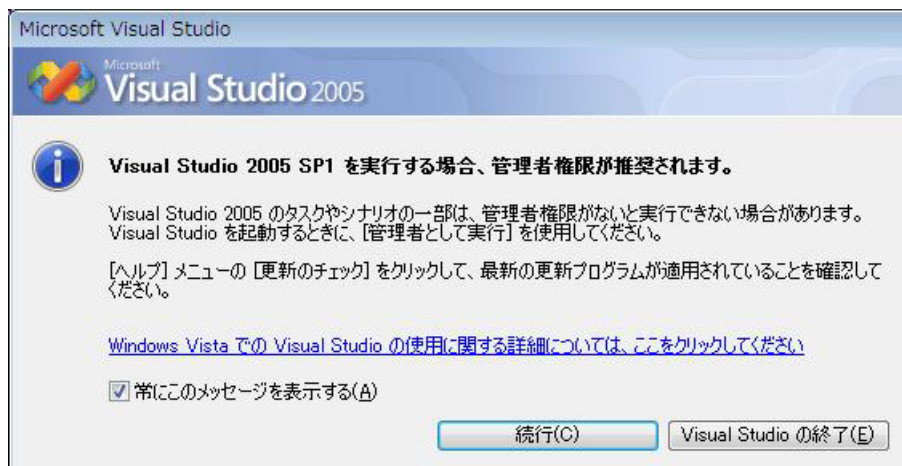 Microsoft Visual Studio
Microsoft
Visual Studio 2005
Visual Studio 2005 SP1 を実行する場合、管理者権限が推奨されます。
Visual Studio 2005 のタスクやシナリオの一部は、管理者権限がないと実行できない場合があります。
Visual Studio を起動するときに、[管理者として実行] を使用してください。
[ヘルプ] メニューの [更新のチェック] をクリックして、最新の更新プログラムが適用されていることを確認して
ください。
Windows Vista での Visual Studio の使用に関する詳細については、ここをクリックしてください
常にこのメッセージを表示する(A)
続行(C)
Visual Studio の終了(E)